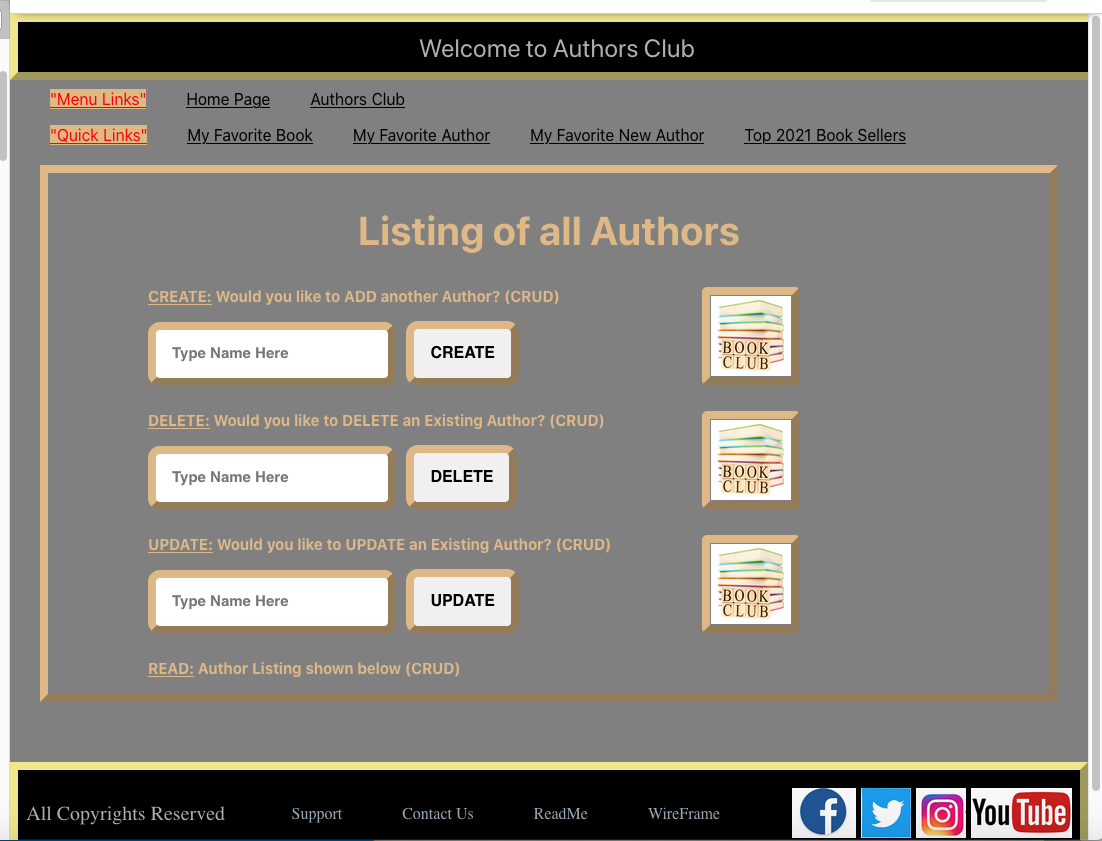 Welcome to Authors Club
"Menu Links" Home Page Authors Club
"Quick Links" My Favorite Book My Favorite Author My Favorite New Author Top 2021 Book Sellers
Listing of all Authors
CREATE: Would you like to ADD another Author? (CRUD)
Type Name Here CREATE
BOOK
CLUB
DELETE: Would you like to DELETE an Existing Author? (CRUD)
Type Name Here DELETE
BOOK
CLUB
UPDATE: Would you like to UPDATE an Existing Author? (CRUD)
Type Name Here UPDATE
BOOK
CLUB
READ: Author Listing shown below (CRUD)
All Copyrights Reserved Support Contact Us ReadMe WireFrame YouTube